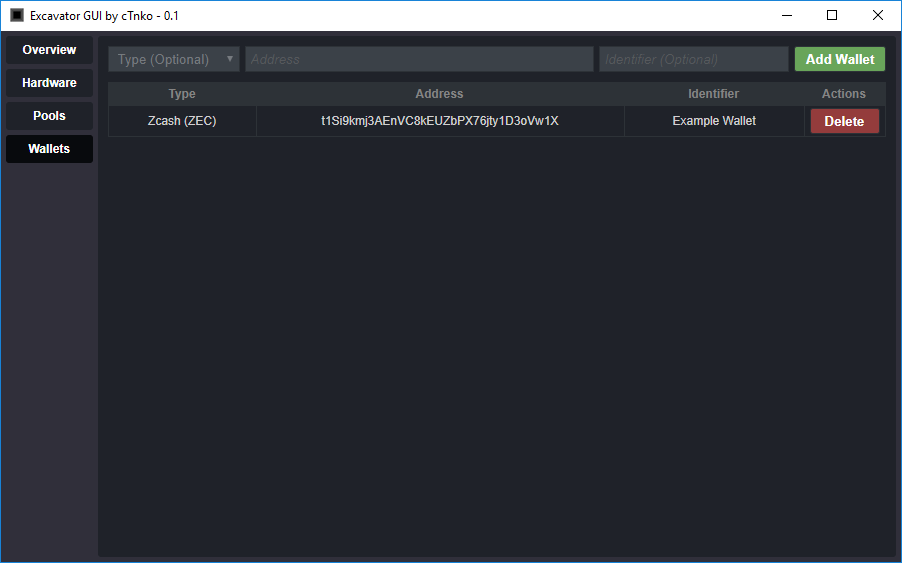 Excavator GUI by cTnko - 0.1
Overview
Hardware
Pools
Wallets
Type (Optional) Address Identifier (Optional) Add Wallet
Type Address Identifier Actions
Zcash (ZEC) t1Si9kmj3AEnVC8kEUZbPX76jty1D3oVw1X Example Wallet Delete